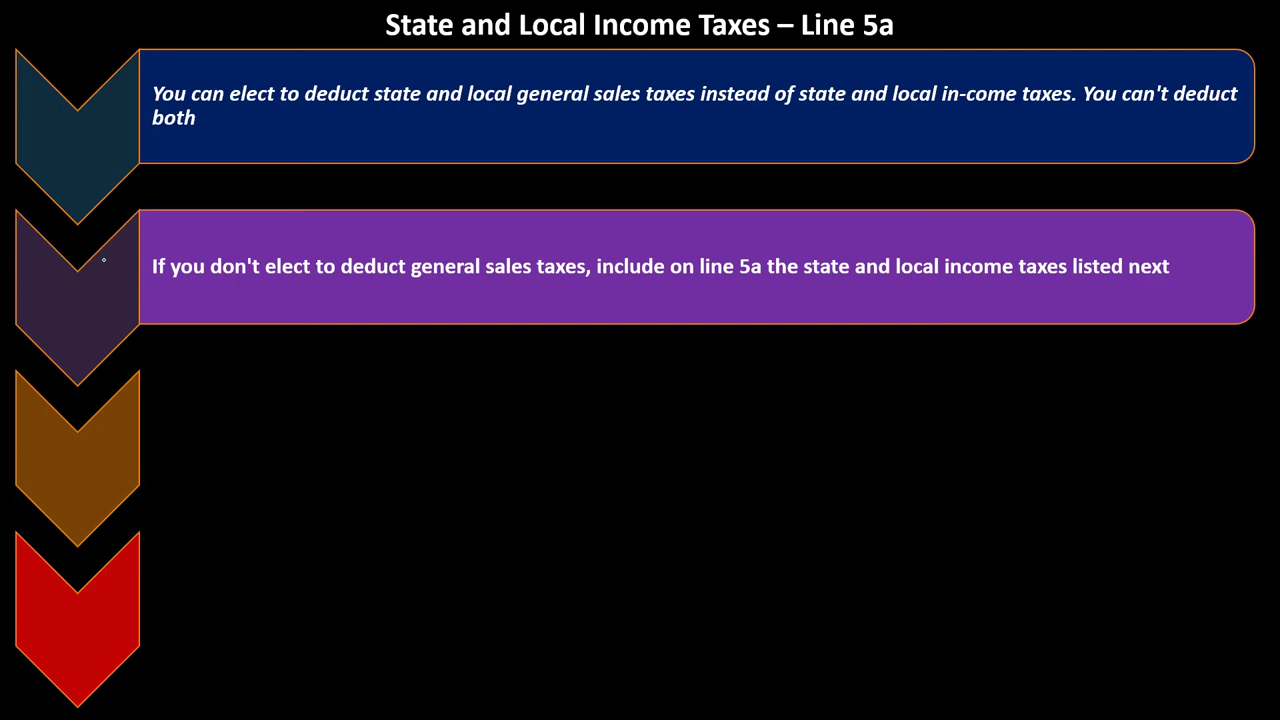 State and Local Income Taxes – Line 5a
You can elect to deduct state and local general sales taxes instead of state and local in-come taxes. You can't deduct
both
If you don't elect to deduct general sales taxes, include on line 5a the state and local income taxes listed next